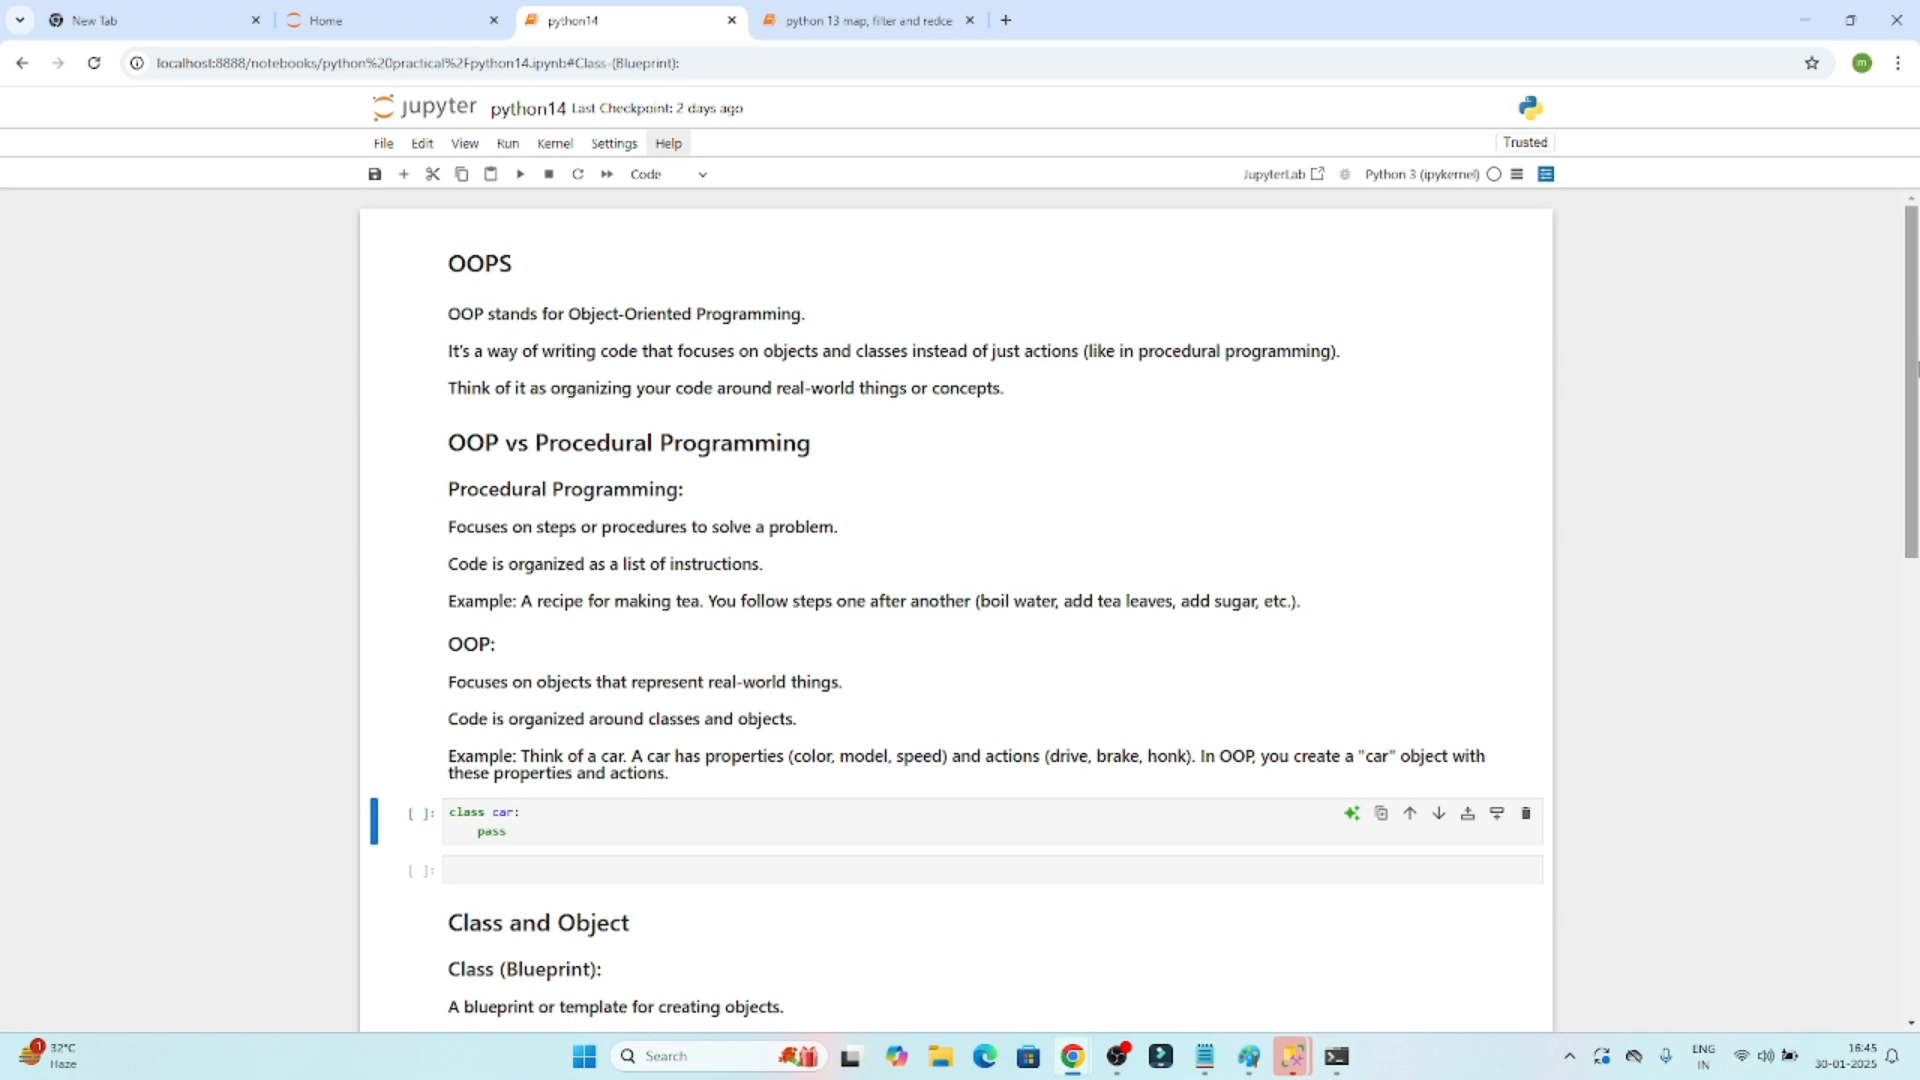 New Tab
Home
python14
python 13 map, filter and redce
localhost:8888/notebooks/python%20practical%2Fpython14.ipynb#Class-(Blueprint):
m
jupyter python14 Last Checkpoint: 2 days ago
File Edit View Run Kernel Settings Help
Trusted
Code
JupyterLab
Python 3 (ipykernel)
OOPS
OOP stands for Object-Oriented Programming.
It's a way of writing code that focuses on objects and classes instead of just actions (like in procedural programming).
Think of it as organizing your code around real-world things or concepts.
OOP vs Procedural Programming
Procedural Programming:
Focuses on steps or procedures to solve a problem.
Code is organized as a list of instructions.
Example: A recipe for making tea. You follow steps one after another (boil water, add tea leaves, add sugar, etc.).
OOP:
Focuses on objects that represent real-world things.
Code is organized around classes and objects.
Example: Think of a car. A car has properties (color, model, speed) and actions (drive, brake, honk). In OOP, you create a "car" object with
these properties and actions.
[ ]: class car:
pass
[ ]:
Class and Object
Class (Blueprint):
A blueprint or template for creating objects.
1
32°C
Haze
Search
ENG
IN
16:45
30-01-2025